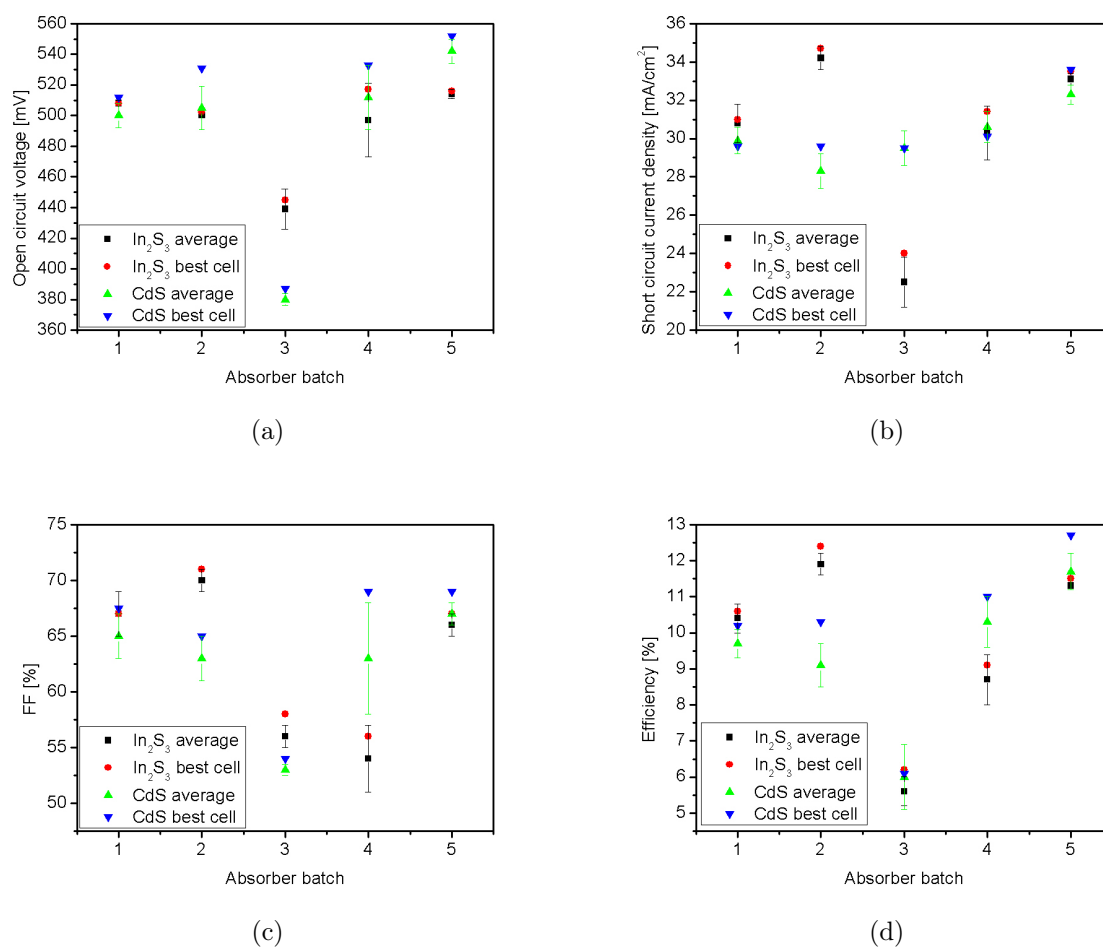 560
540
520
500
480
460
440
420
400
380
360
Open circuit voltage [mV]
In₂S₃ average
In₂S₃ best cell
CdS average
CdS best cell
1 2 3 4 5
Absorber batch
(a)
36
34
32
30
28
26
24
22
20
Short circuit current density [mA/cm²]
In₂S₃ average
In₂S₃ best cell
CdS average
CdS best cell
1 2 3 4 5
Absorber batch
(b)
75
70
65
60
55
50
FF [%]
In₂S₃ average
In₂S₃ best cell
CdS average
CdS best cell
1 2 3 4 5
Absorber batch
(c)
13
12
11
10
9
8
7
6
5
Efficiency [%]
In₂S₃ average
In₂S₃ best cell
CdS average
CdS best cell
1 2 3 4 5
Absorber batch
(d)